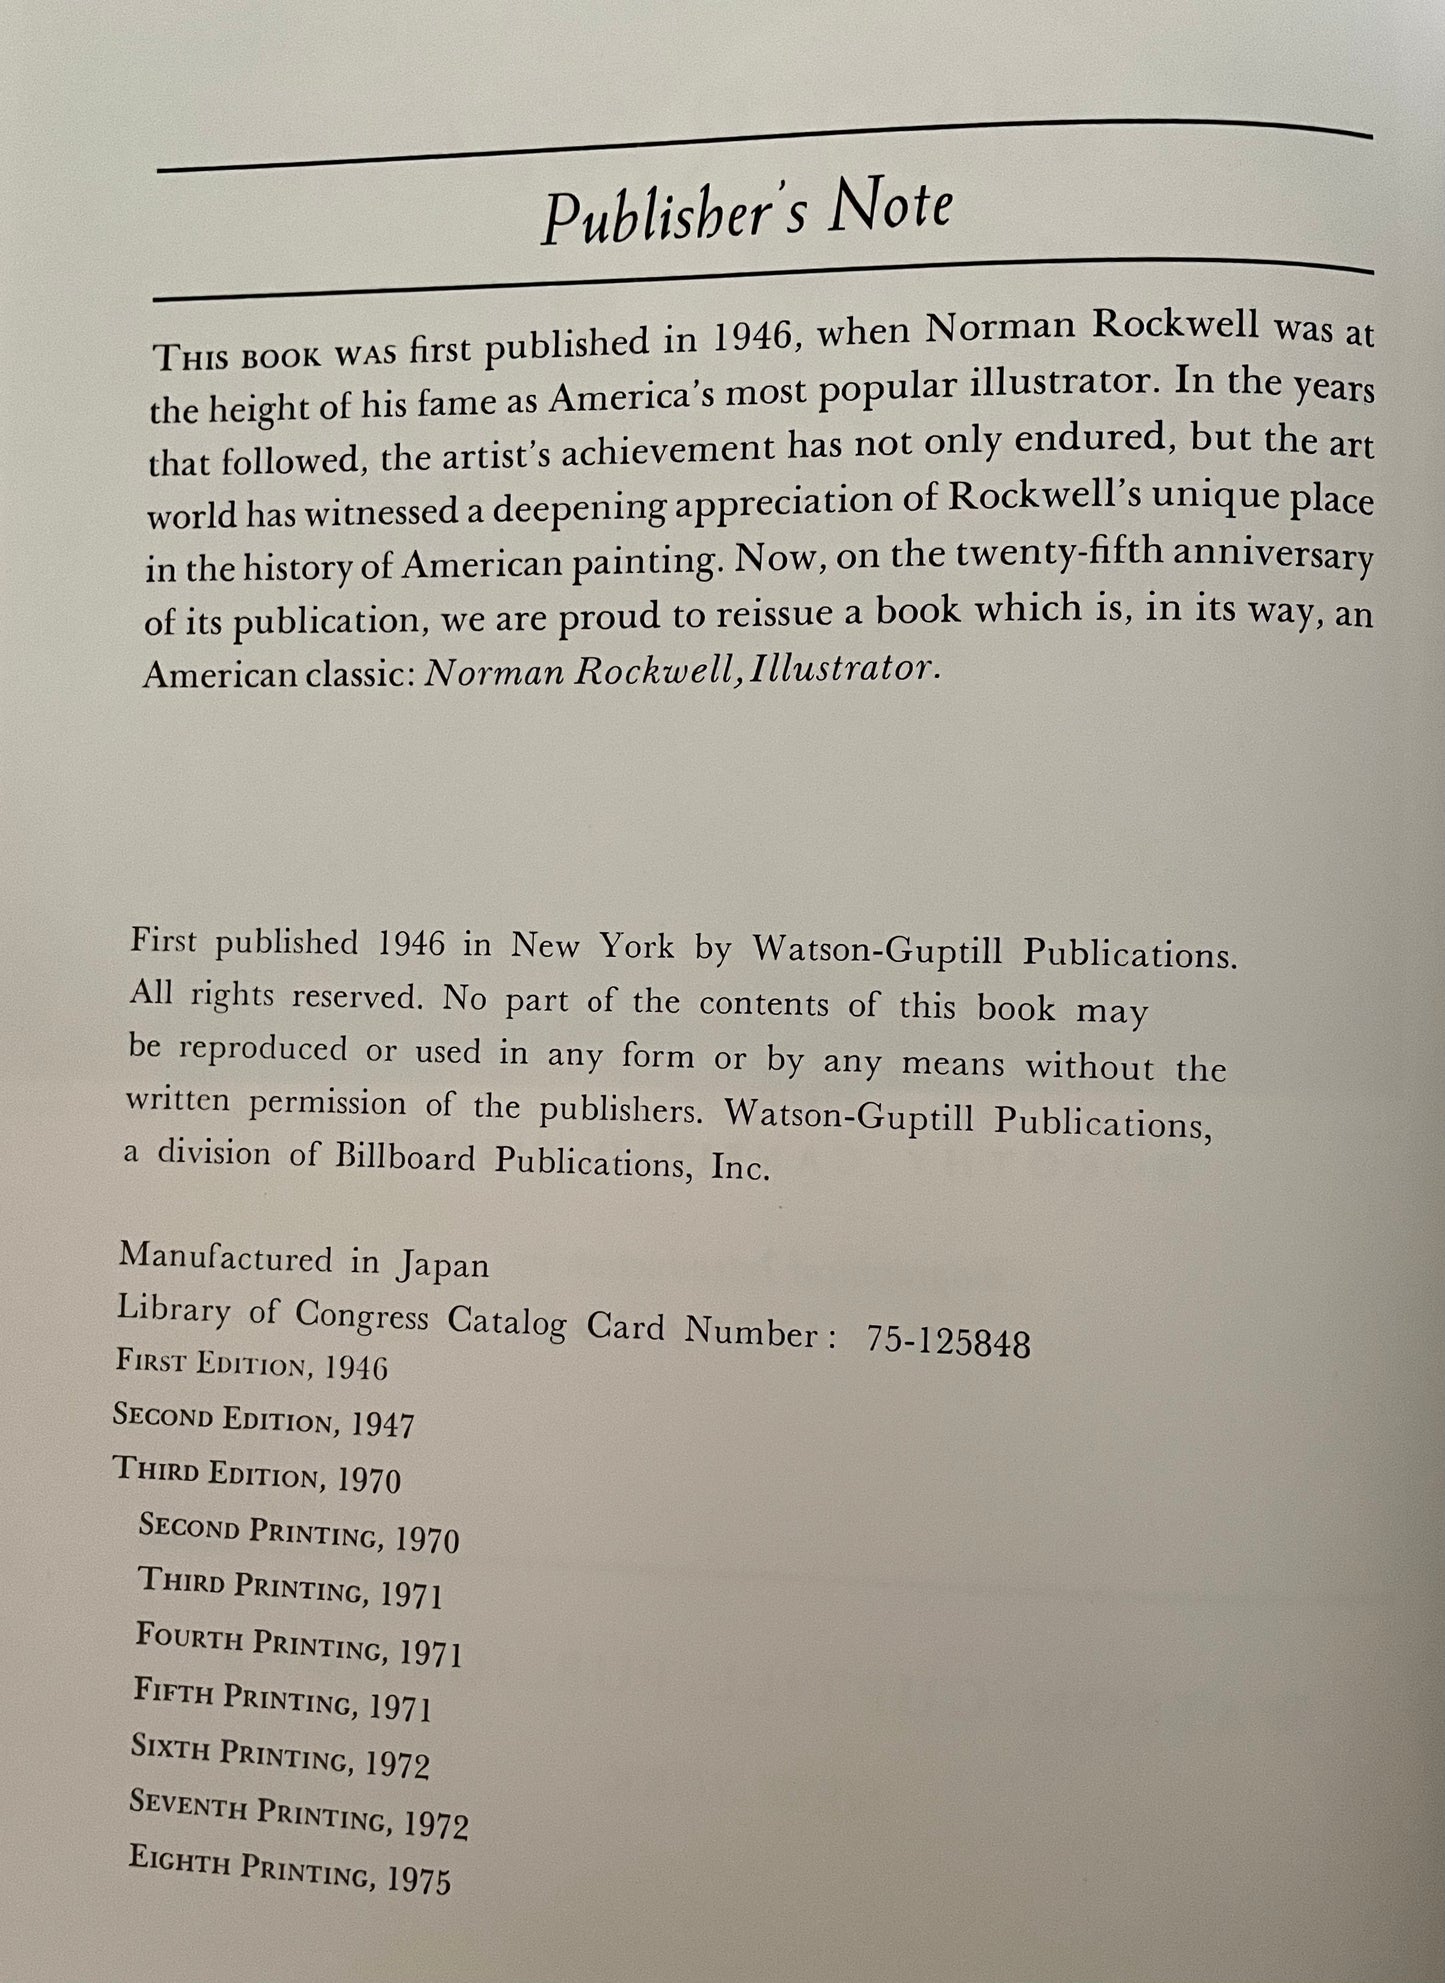 Publisher's Note
THIS BOOK WAS first published in 1946, when Norman Rockwell was at
the height of his fame as America's most popular illustrator. In the years
that followed, the artist's achievement has not only endured, but the art
world has witnessed a deepening appreciation of Rockwell's unique place
in the history of American painting. Now, on the twenty-fifth anniversary
of its publication, we are proud to reissue a book which is, in its way, an
American classic: Norman Rockwell, Illustrator.
First published 1946 in New York by Watson-Guptill Publications.
All rights reserved. No part of the contents of this book may
be reproduced or used in any form or by any means without the
written permission of the publishers. Watson-Guptill Publications,
a division of Billboard Publications, Inc.
Manufactured in Japan
Library of Congress Catalog Card Number: 75-125848
FIRST EDITION, 1946
SECOND EDITION, 1947
THIRD EDITION, 1970
SECOND PRINTING, 1970
THIRD PRINTING, 1971
FOURTH PRINTING, 1971
FIFTH PRINTING, 1971
SIXTH PRINTING, 1972
SEVENTH PRINTING, 1972
EIGHTH PRINTING, 1975